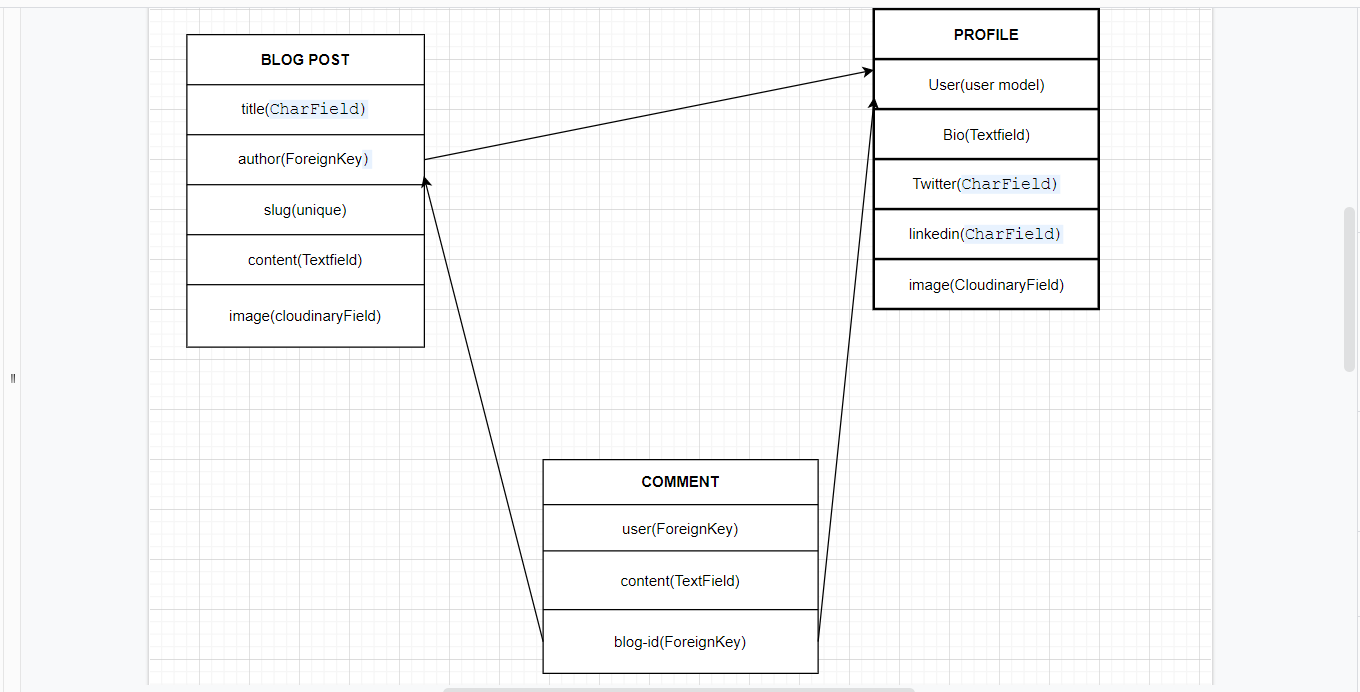 BLOG POST
title(CharField)
author(ForeignKey)
slug(unique)
content(Textfield)
image(cloudinaryField)
PROFILE
User(user model)
Bio(Textfield)
Twitter(CharField)
linkedin(CharField)
image(CloudinaryField)
COMMENT
user(ForeignKey)
content(TextField)
blog-id(ForeignKey)